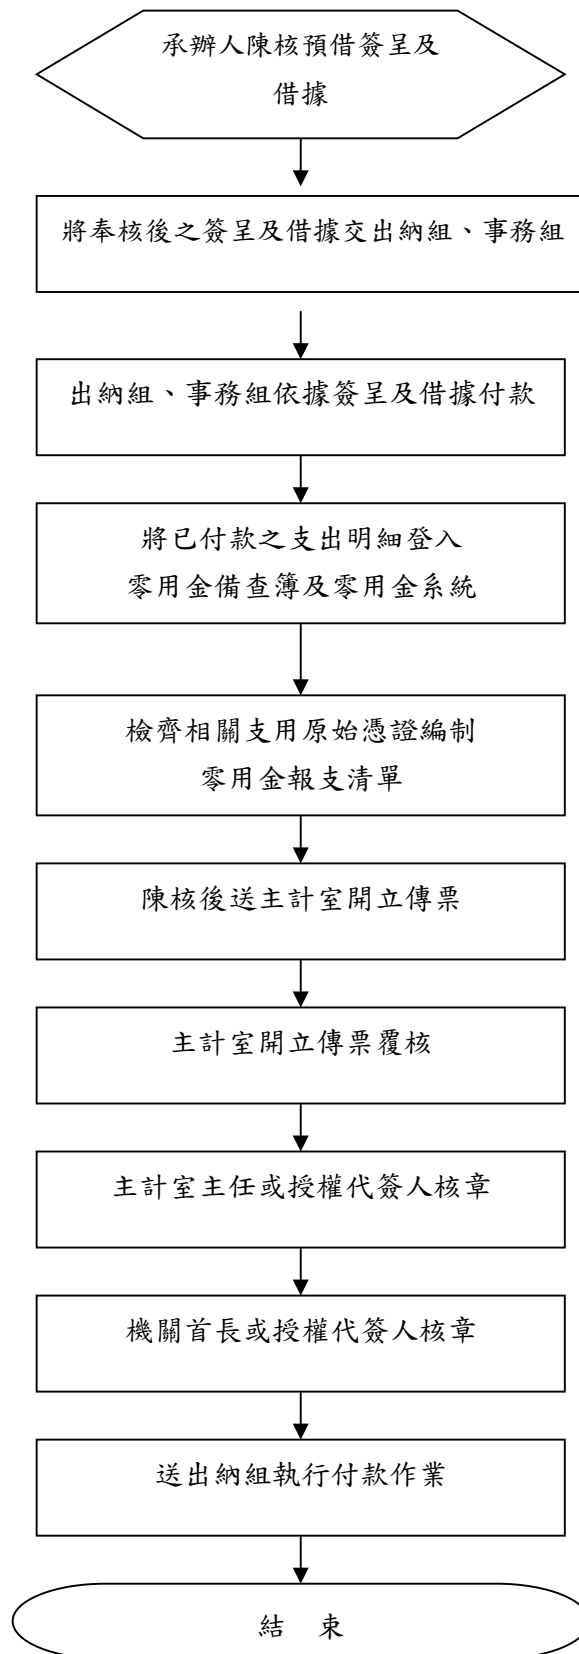 承辦人陳核預借簽呈及
借據
將奉核後之簽呈及借據交出納組、事務組
出納組、事務組依據簽呈及借據付款
將已付款之支出明細登入
零用金備查簿及零用金系統
檢齊相關支用原始憑證編制
零用金報支清單
陳核後送主計室開立傳票
主計室開立傳票覆核
主計室主任或授權代簽人核章
機關首長或授權代簽人核章
送出納組執行付款作業
結　束